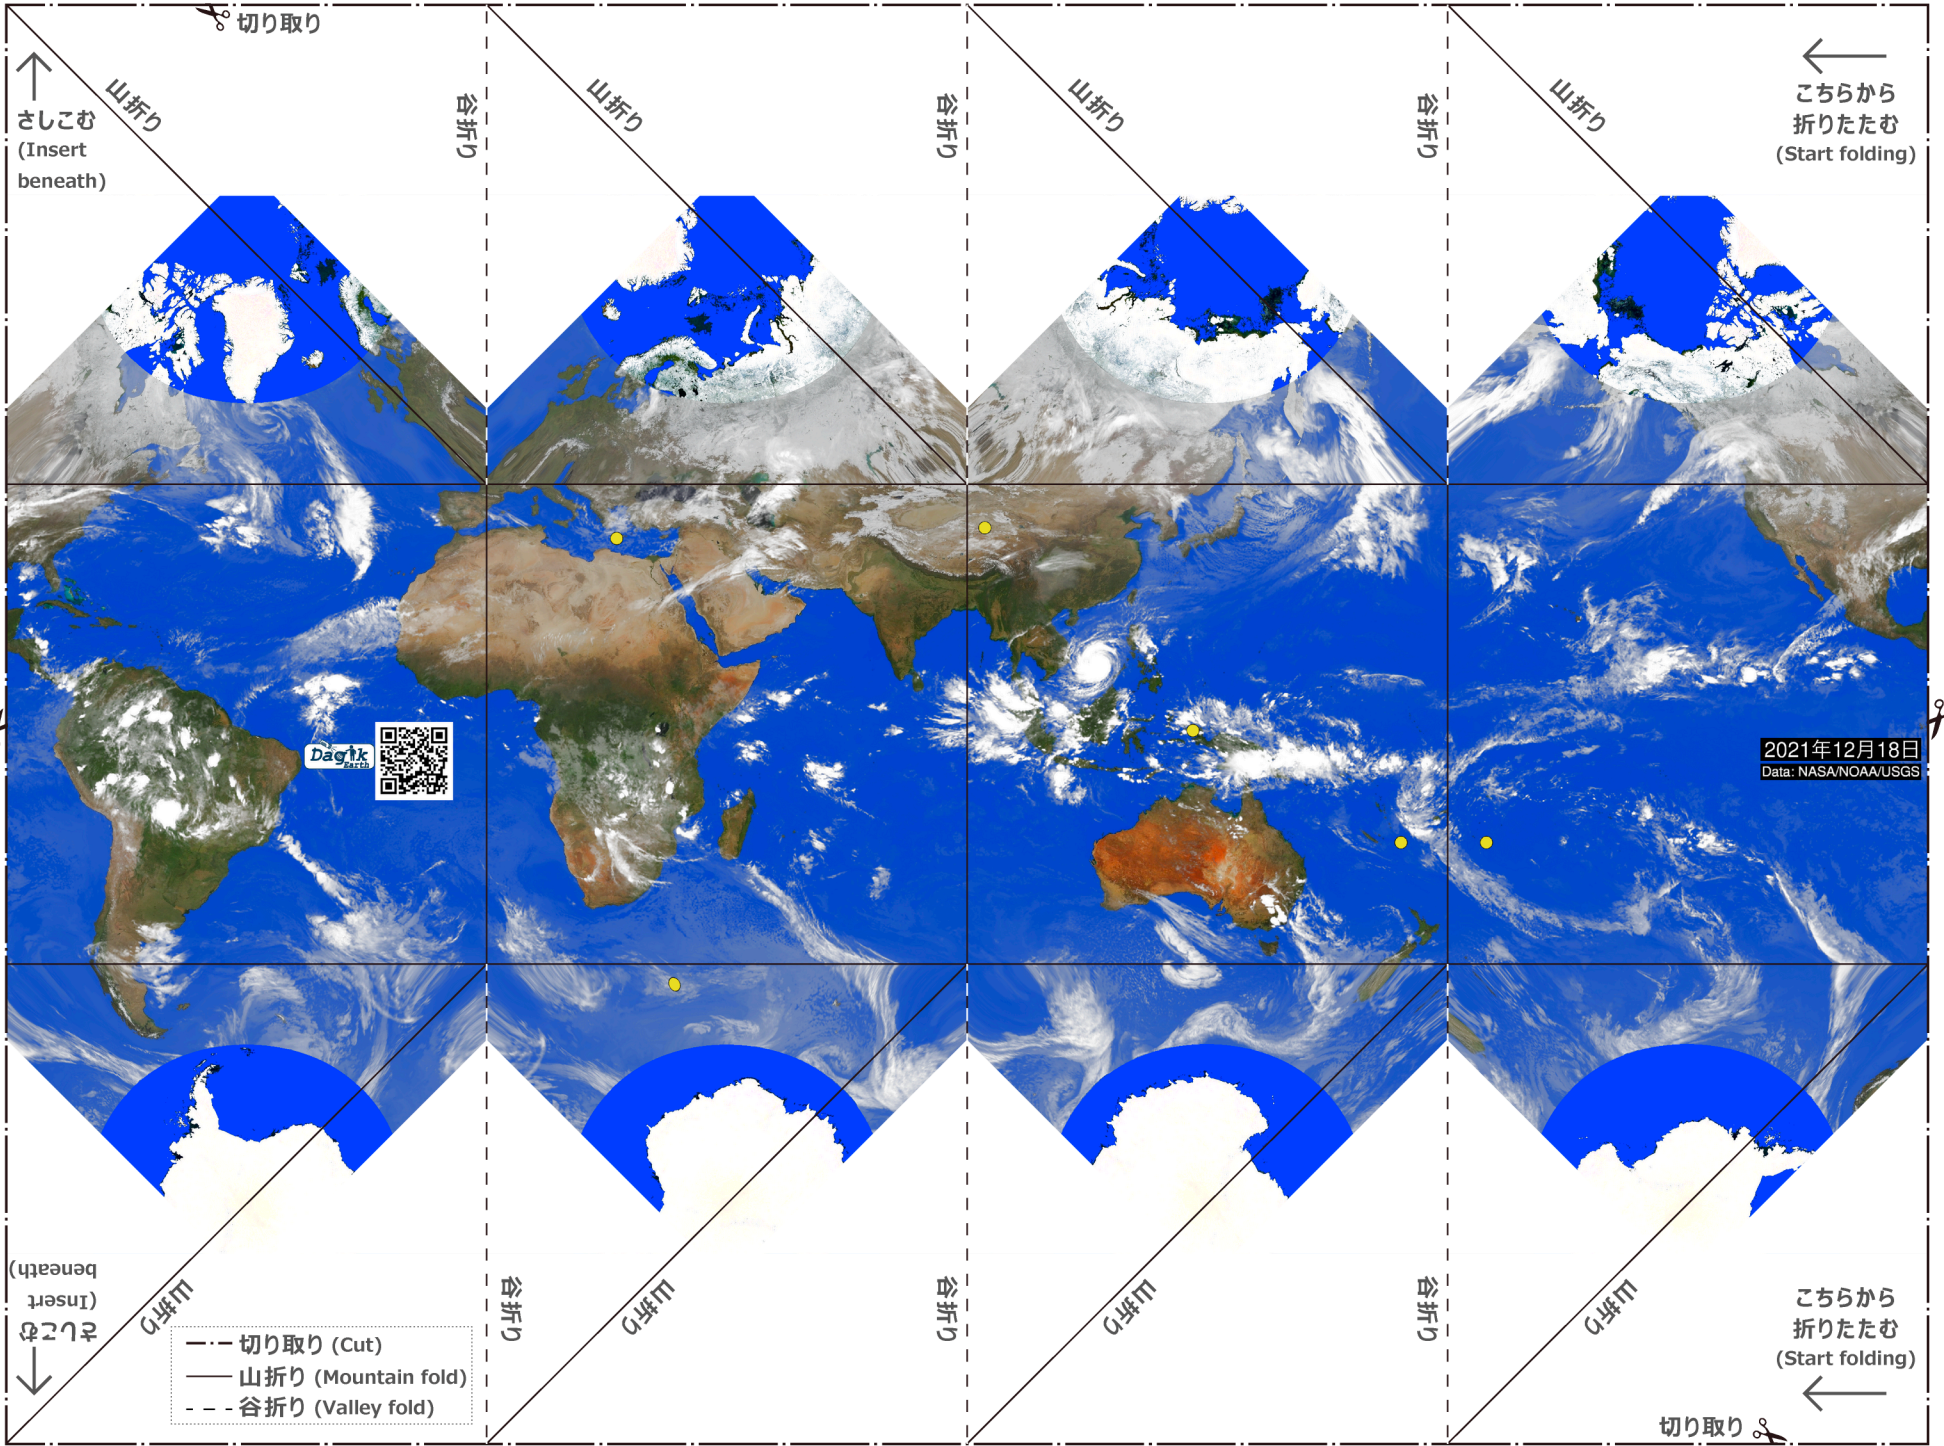 切り取り
山折り
谷折り
山折り
谷折り
山折り
谷折り
山折り
さしこむ
(Insert
beneath)
こちらから
折りたたむ
(Start folding)
Dagik
Earth
2021年12月18日
Data: NASA/NOAA/USGS
さしこむ
(Insert
beneath)
山折り
谷折り
山折り
谷折り
山折り
谷折り
山折り
こちらから
折りたたむ
(Start folding)
切り取り (Cut)
山折り (Mountain fold)
谷折り (Valley fold)
切り取り